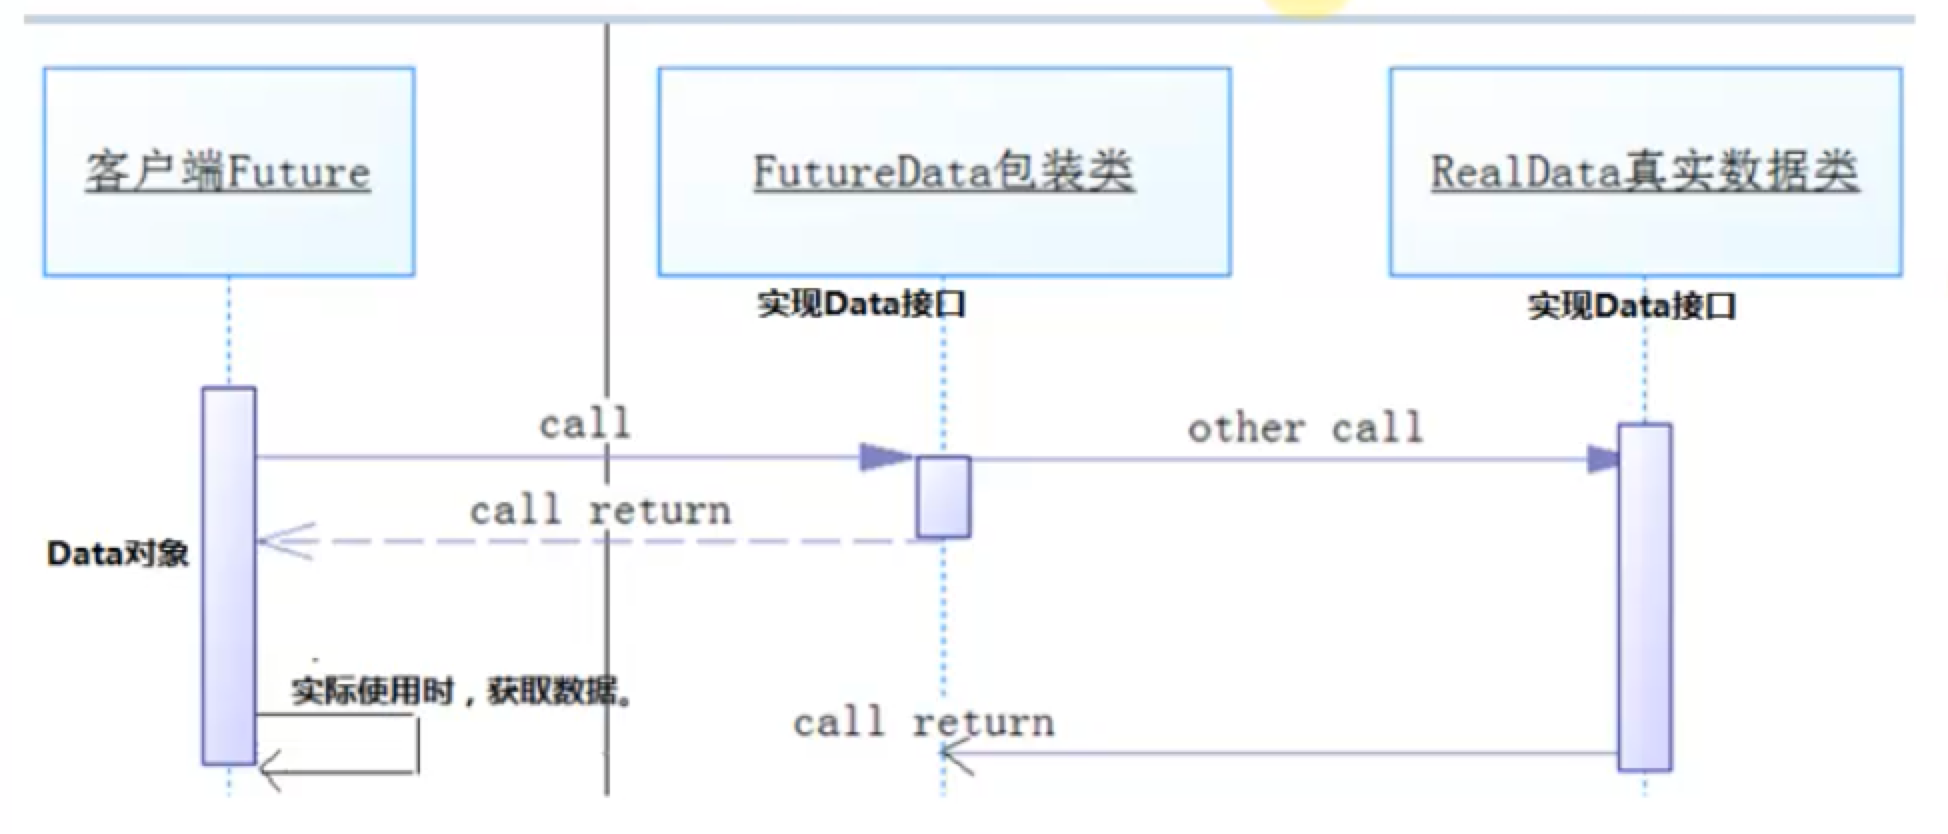 客户端Future
FutureData包装类
RealData真实数据类
实现Data接口
实现Data接口
call
other call
call return
Data对象
实际使用时，获取数据。
call return